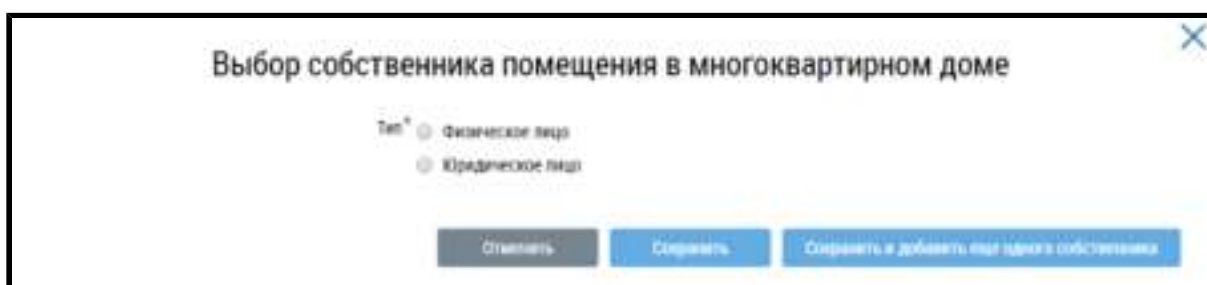 Выбор собственника помещения в многоквартирном доме
Тип* Физическое лицо
Юридическое лицо
Отменить Сохранить Сохранить и добавить еще одного собственника